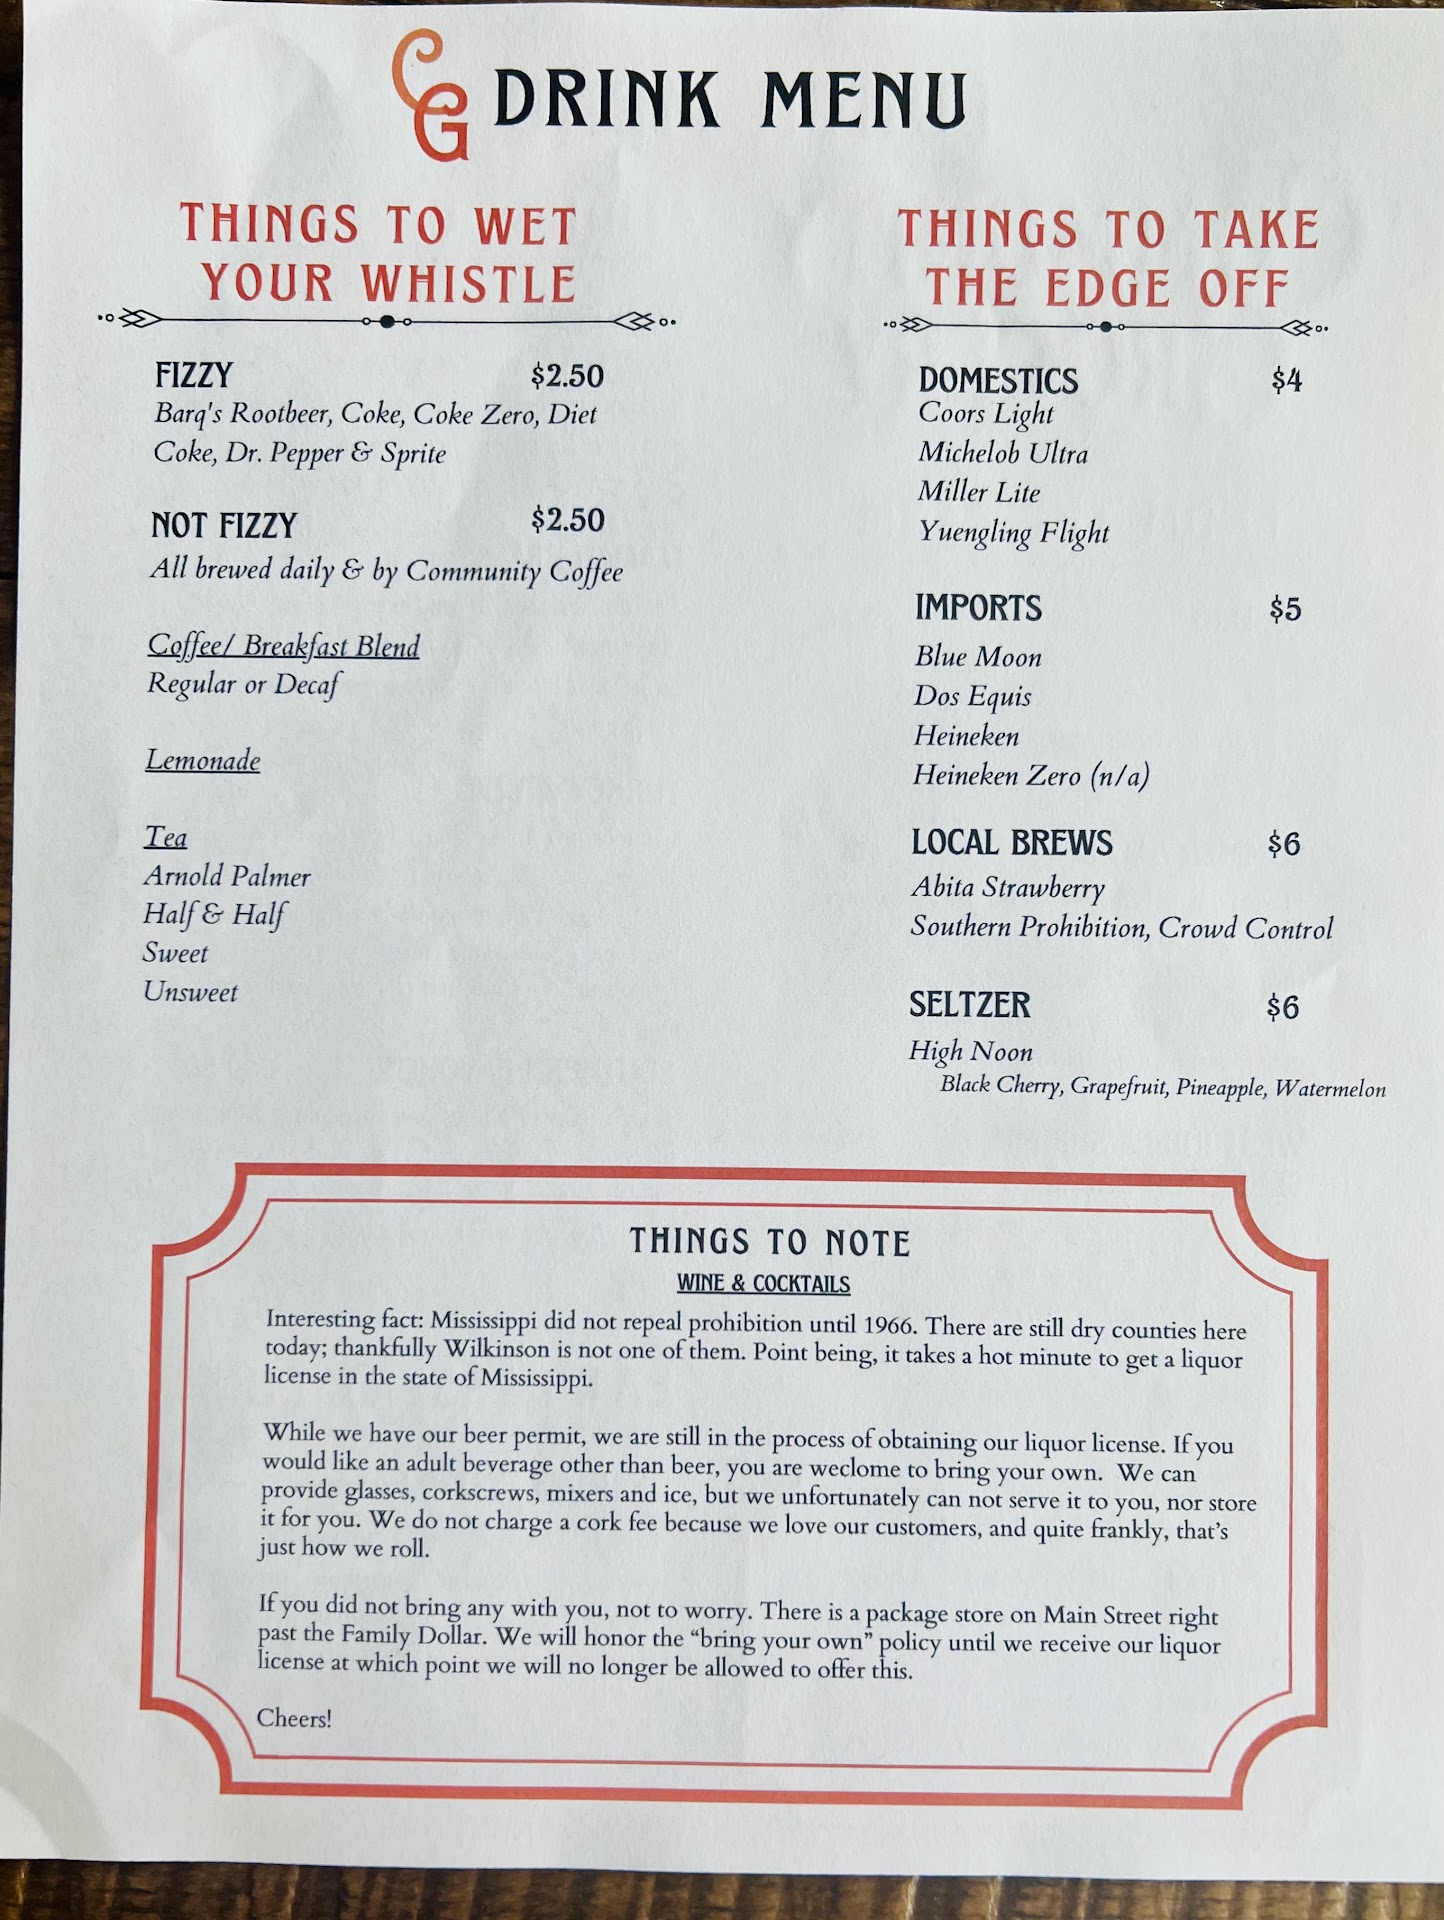 CG DRINK MENU
THINGS TO WET
YOUR WHISTLE
FIZZY $2.50
Barq's Rootbeer, Coke, Coke Zero, Diet
Coke, Dr. Pepper & Sprite
NOT FIZZY $2.50
All brewed daily & by Community Coffee
Coffee/ Breakfast Blend
Regular or Decaf
Lemonade
Tea
Arnold Palmer
Half & Half
Sweet
Unsweet
THINGS TO TAKE
THE EDGE OFF
DOMESTICS $4
Coors Light
Michelob Ultra
Miller Lite
Yuengling Flight
IMPORTS $5
Blue Moon
Dos Equis
Heineken
Heineken Zero (n/a)
LOCAL BREWS $6
Abita Strawberry
Southern Prohibition, Crowd Control
SELTZER $6
High Noon
Black Cherry, Grapefruit, Pineapple, Watermelon
THINGS TO NOTE
WINE & COCKTAILS
Interesting fact: Mississippi did not repeal prohibition until 1966. There are still dry counties here
today; thankfully Wilkinson is not one of them. Point being, it takes a hot minute to get a liquor
license in the state of Mississippi.
While we have our beer permit, we are still in the process of obtaining our liquor license. If you
would like an adult beverage other than beer, you are weclome to bring your own. We can
provide glasses, corkscrews, mixers and ice, but we unfortunately can not serve it to you, nor store
it for you. We do not charge a cork fee because we love our customers, and quite frankly, that's
just how we roll.
If you did not bring any with you, not to worry. There is a package store on Main Street right
past the Family Dollar. We will honor the “bring your own” policy until we receive our liquor
license at which point we will no longer be allowed to offer this.
Cheers!